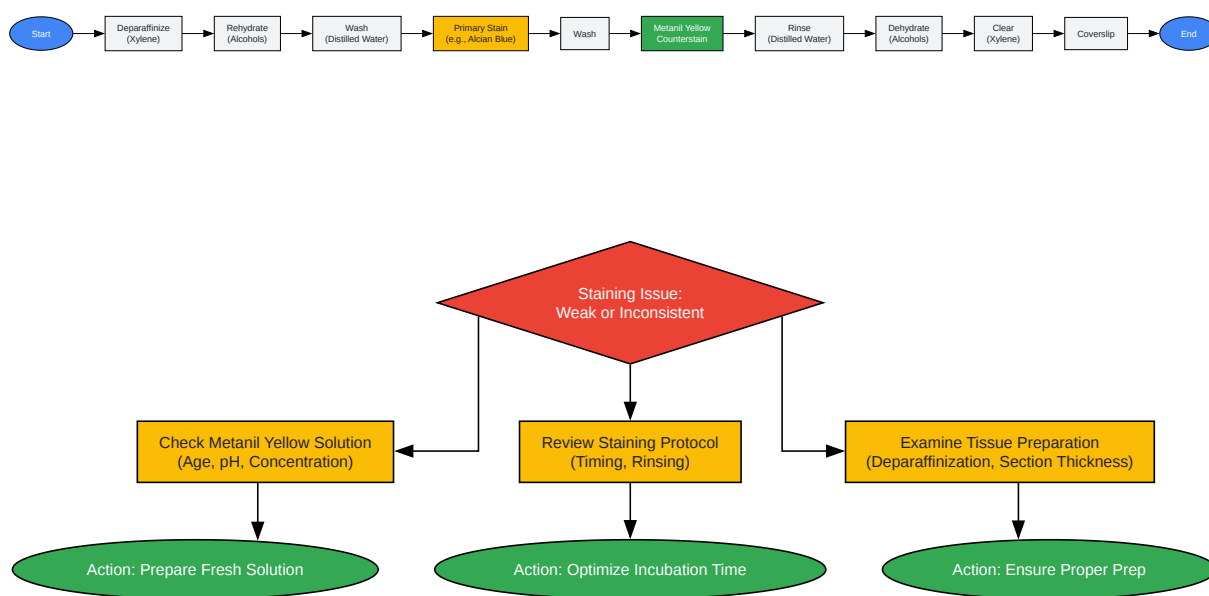 Start
Deparaffinize
(Xylene)
Rehydrate
(Alcohols)
Wash
(Distilled Water)
Primary Stain
(e.g., Alcian Blue)
Wash
Metanil Yellow
Counterstain
Rinse
(Distilled Water)
Dehydrate
(Alcohols)
Clear
(Xylene)
Coverslip
End
Staining Issue:
Weak or Inconsistent
Check Metanil Yellow Solution
(Age, pH, Concentration)
Review Staining Protocol
(Timing, Rinsing)
Examine Tissue Preparation
(Deparaffinization, Section Thickness)
Action: Prepare Fresh Solution
Action: Optimize Incubation Time
Action: Ensure Proper Prep